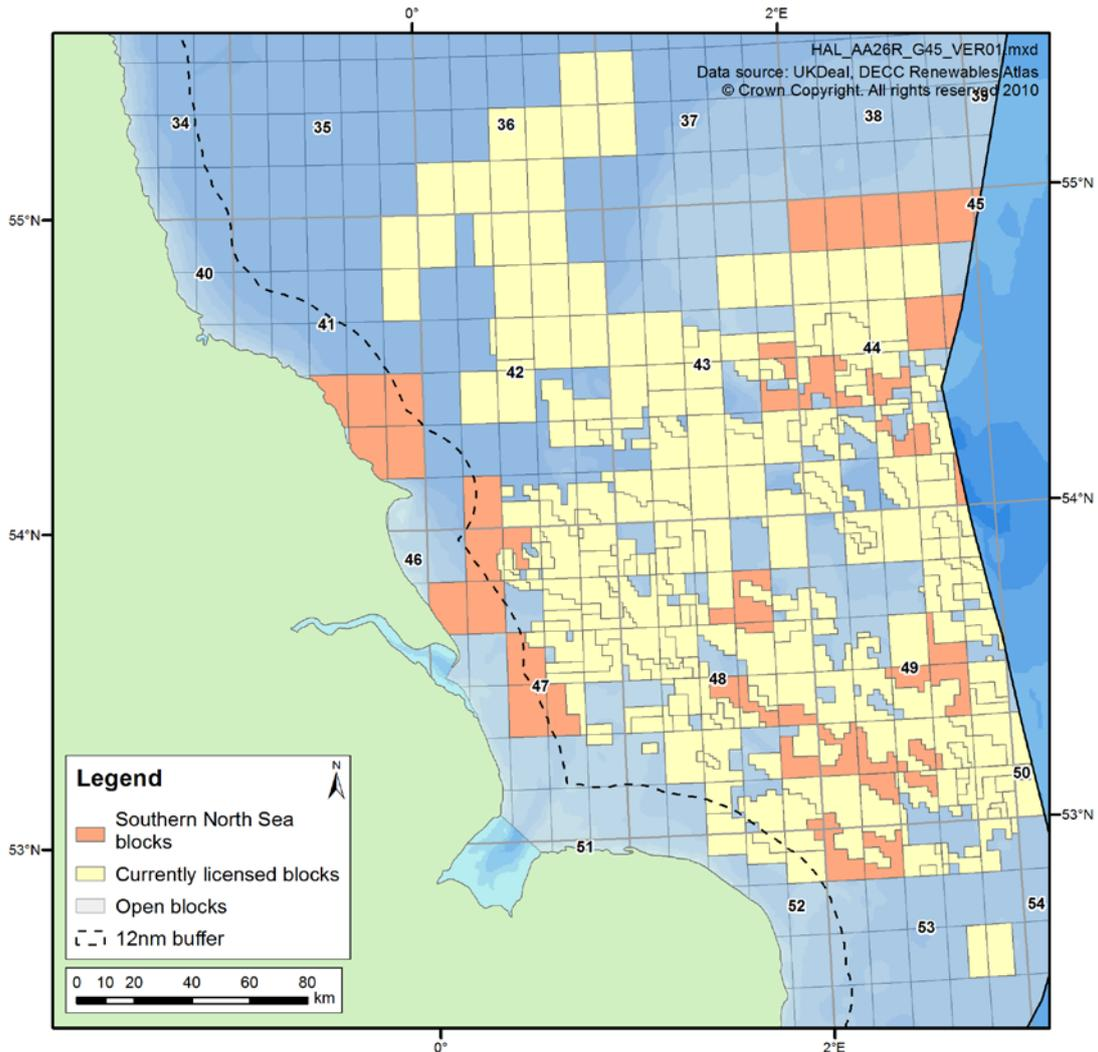 0° 2°E
HAL_AA26R_G45_VER01.mxd
Data source: UKDeal, DECC Renewables Atlas
© Crown Copyright. All rights reserved 2010
39
34 35 36 37 38
55°N
45
55°N
40
41
44
43
42
54°N
54°N
46
49
48
47
50
53°N
53°N
51
52
54
53
Legend
N
Southern North Sea
blocks
Currently licensed blocks
Open blocks
12nm buffer
0 10 20 40 60 80
km
0° 2°E